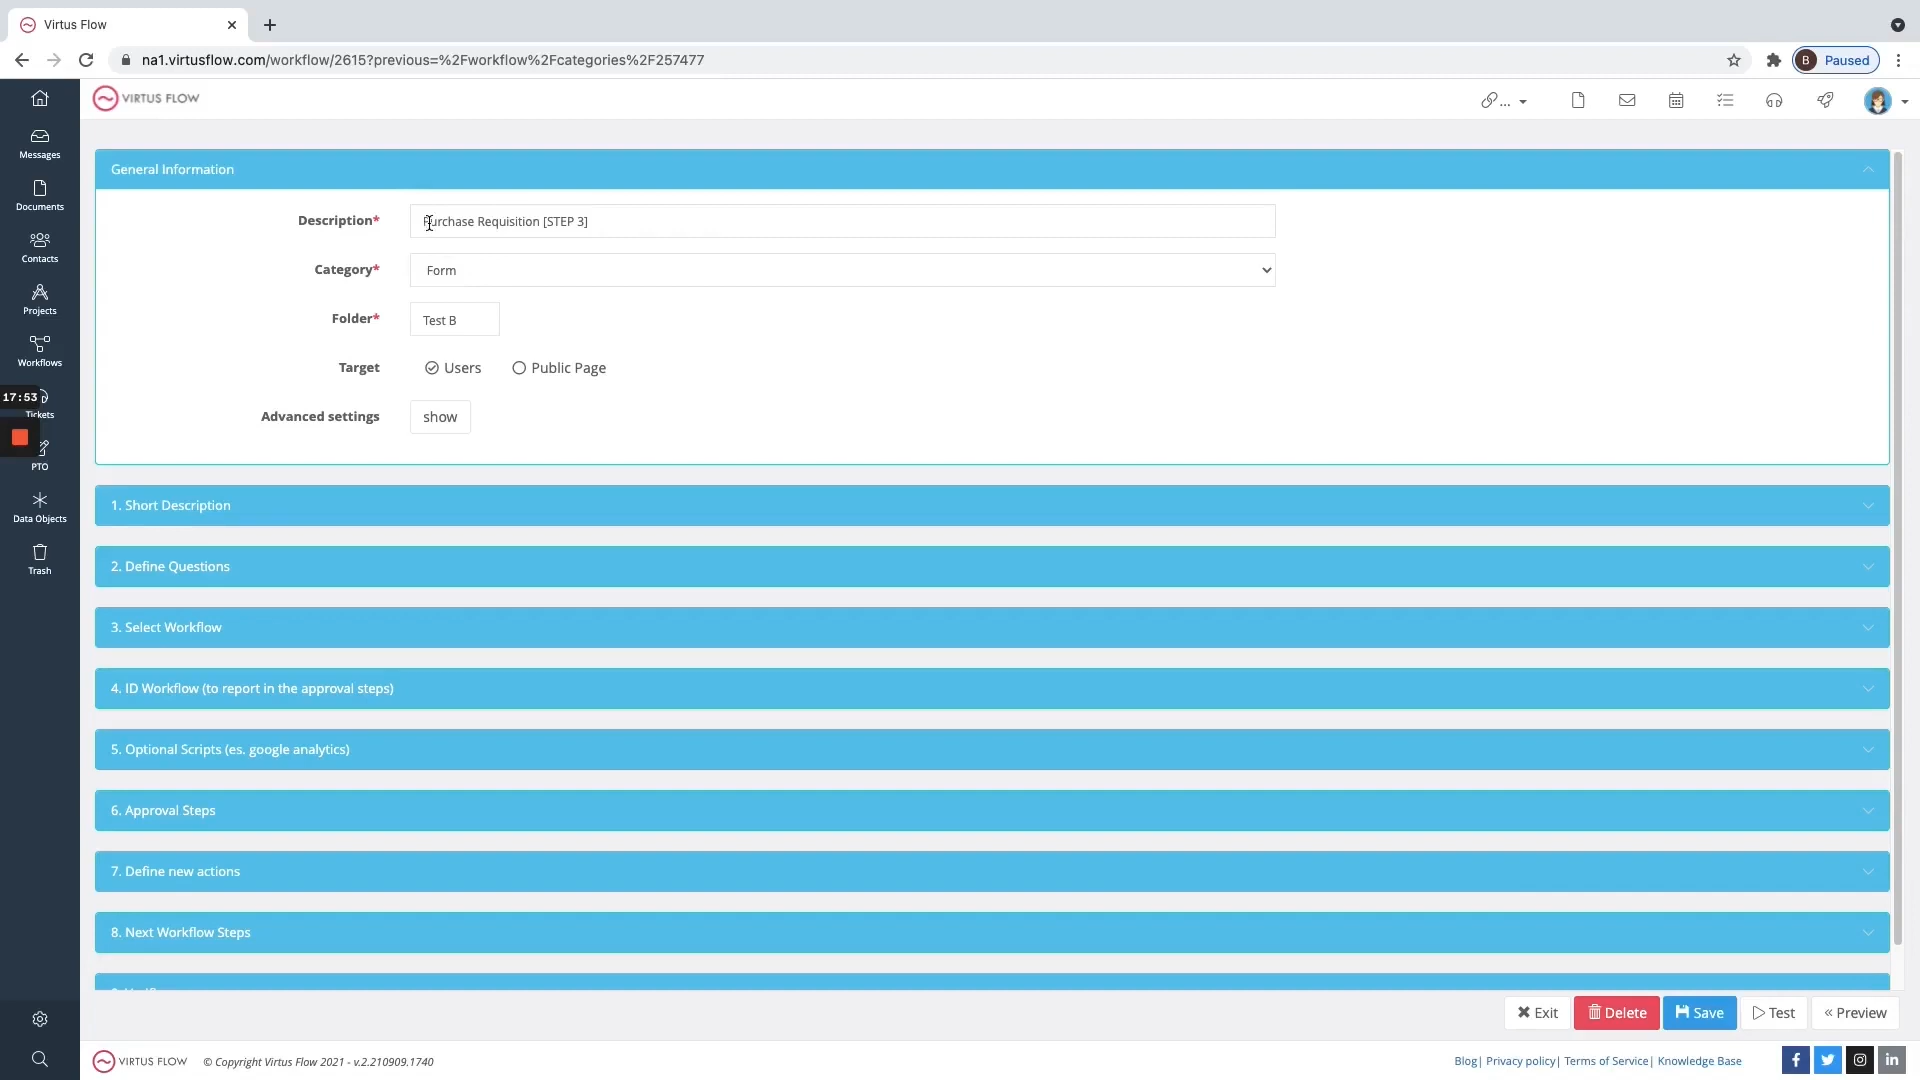 Virtus Flow
na1.virtusflow.com/workflow/2615?previous=%2Fworkflow%2Fcategories%2F257477
B Paused
VIRTUS FLOW
...
Messages
Documents
Contacts
Projects
Workflows
17:53
Tickets
PTO
Data Objects
Trash
General Information
Description* Purchase Requisition [STEP 3]
Category* Form
Folder* Test B
Target Users Public Page
Advanced settings show
1. Short Description
2. Define Questions
3. Select Workflow
4. ID Workflow (to report in the approval steps)
5. Optional Scripts (es. google analytics)
6. Approval Steps
7. Define new actions
8. Next Workflow Steps
Exit Delete Save Test « Preview
VIRTUS FLOW © Copyright Virtus Flow 2021 - v.2.210909.1740
Blog| Privacy policy| Terms of Service| Knowledge Base